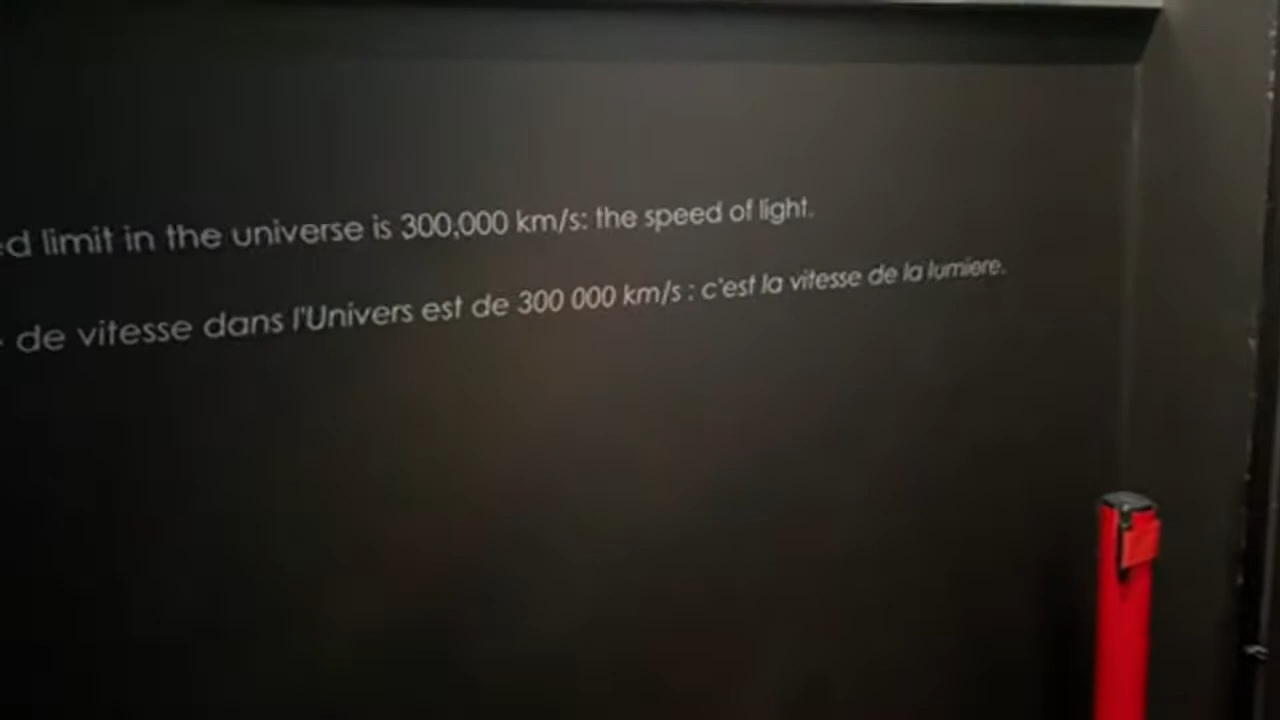 ed limit in the universe is 300,000 km/s: the speed of light.
de vitesse dans l'Univers est de 300 000 km/s : c'est la vitesse de la lumiere.